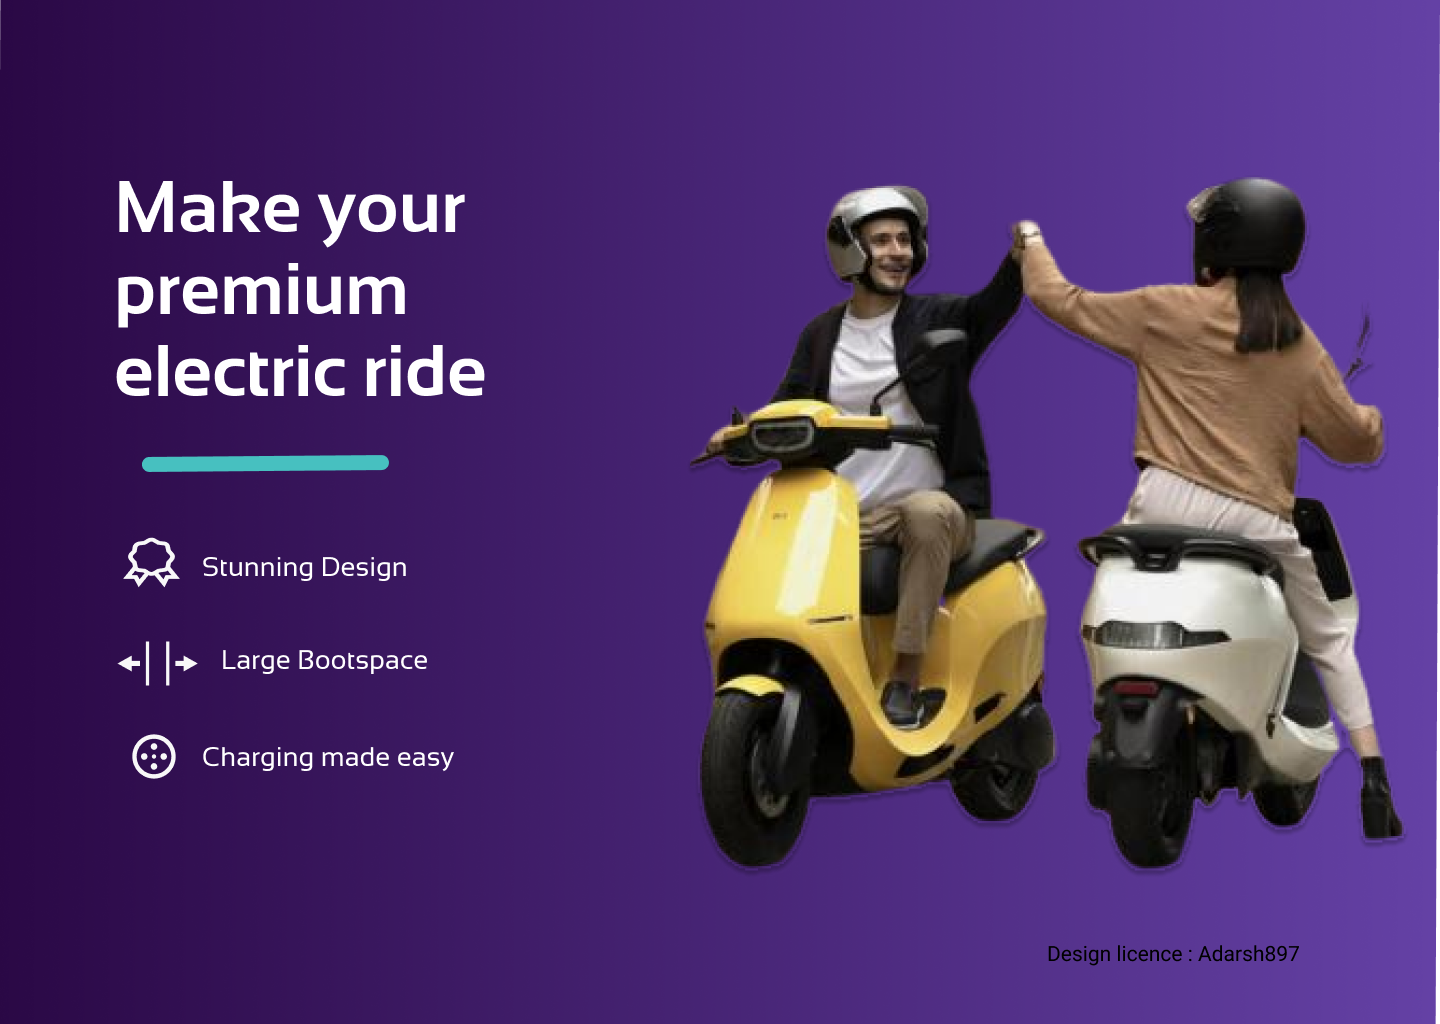 Make your
premium
electric ride
Stunning Design
Large Bootspace
Charging made easy
Design licence : Adarsh897